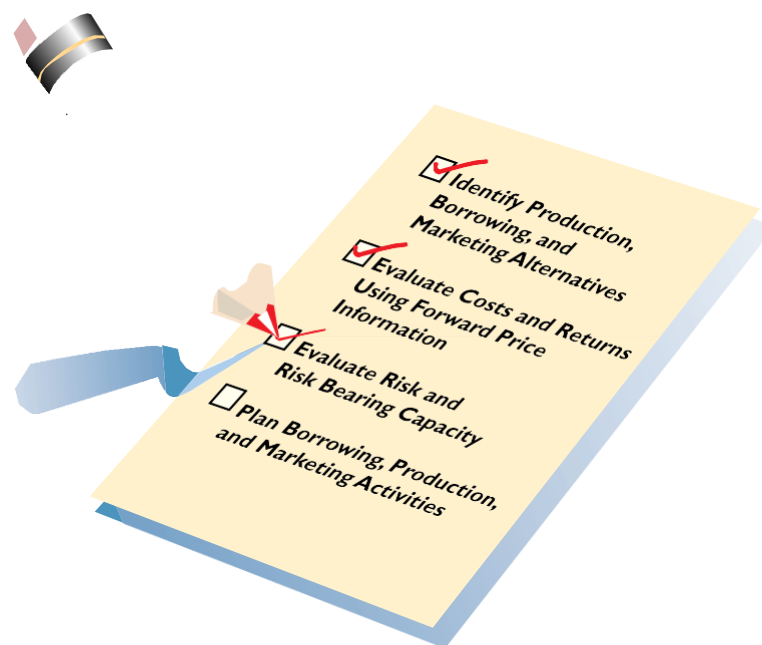 Identify Production,
Borrowing, and
Marketing Alternatives
Evaluate Costs and Returns
Using Forward Price
Information
Evaluate Risk and
Risk Bearing Capacity
Plan Borrowing, Production,
and Marketing Activities